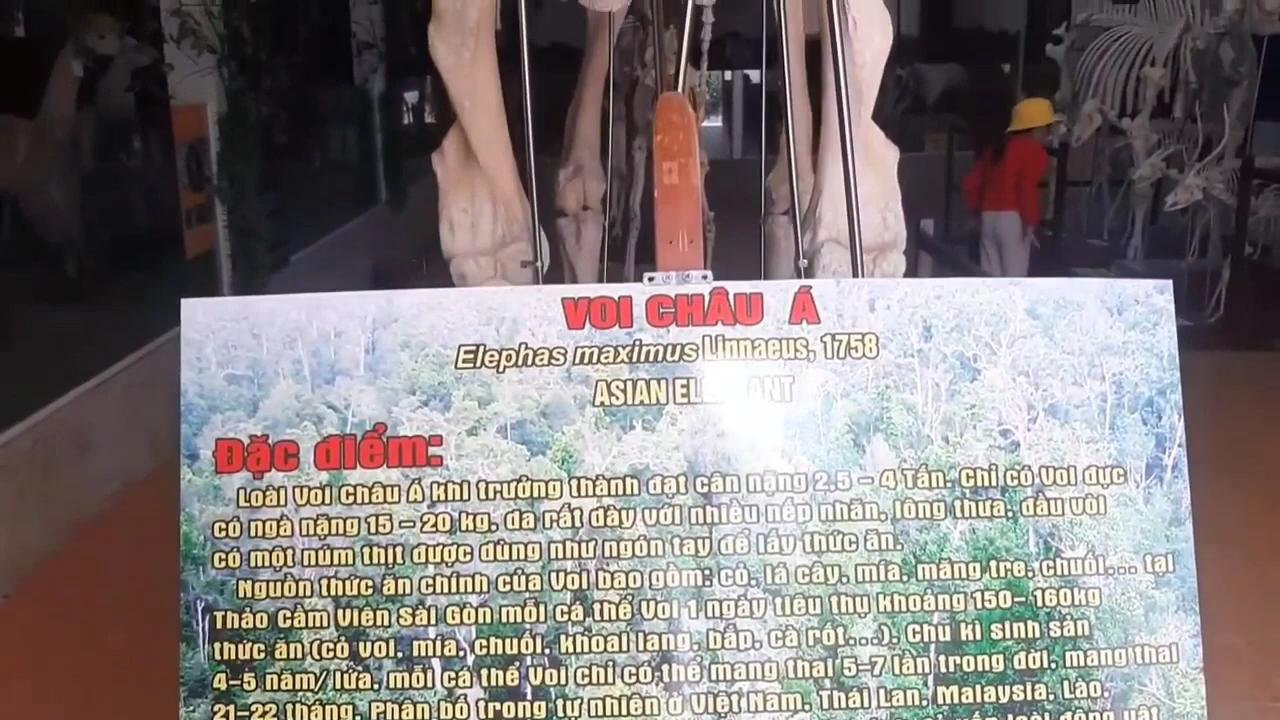 VOI CHÂU Á
Elephas maximus Linnaeus, 1758
ASIAN
Đặc điểm:
Loài Voi Châu Á khi trưởng thành đạt cân nặng 2,5 – 4 Tấn. Chỉ có Voi đực
có ngà nặng 15 – 20 kg, da rất dày với nhiều nếp nhăn, lông thưa, đầu vòi
có một núm thịt được dùng như ngón tay để lấy thức ăn.
Nguồn thức ăn chính của Voi bao gồm: cỏ, lá cây, mía, măng tre, chuối... tại
Thảo Cầm Viên Sài Gòn mỗi cá thể Voi 1 ngày tiêu thụ khoảng 150– 160kg
thức ăn (cỏ voi, mía, chuối, khoai lang, bắp, cà rốt...). Chu kì sinh sản
4–5 năm/ lứa, mỗi cá thể Voi chỉ có thể mang thai 5–7 lần trong đời, mang thai
21–22 tháng. Phân bố trong tự nhiên ở Việt Nam, Thái Lan, Malaysia, Lào,